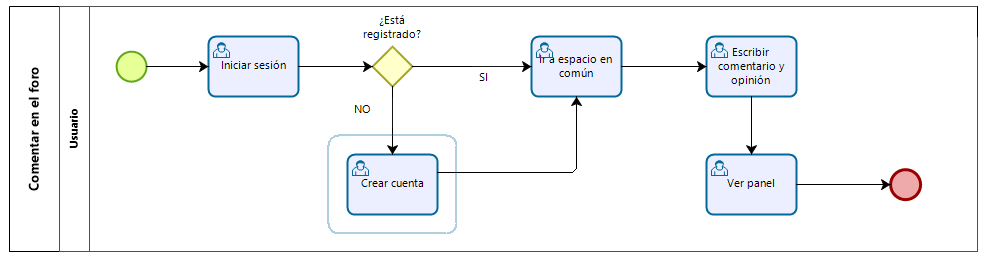 Comentar en el foro
Usuario
Iniciar sesión
¿Está
registrado?
SI
NO
Crear cuenta
Ir a espacio en
común
Escribir
comentario y
opinión
Ver panel